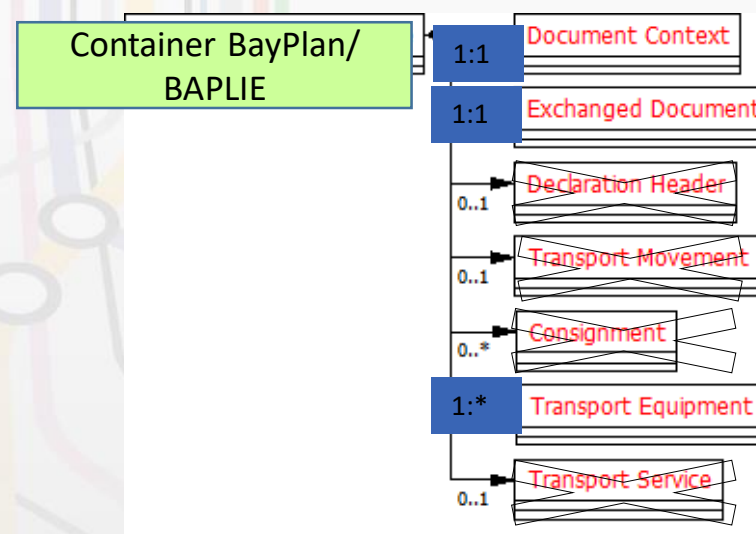 Container BayPlan/
BAPLIE
1:1
Document Context
1:1
Exchanged Document
0..1
Declaration Header
0..1
Transport Movement
0..*
Consignment
1:*
Transport Equipment
0..1
Transport Service